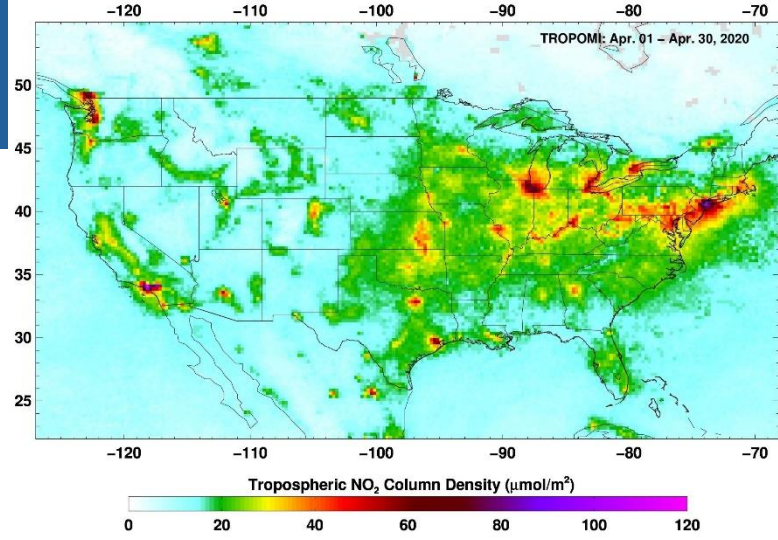 −120 −110 −100 −90 −80 −70
TROPOMI: Apr. 01 − Apr. 30, 2020
50
45
40
35
30
25
−120 −110 −100 −90 −80 −70
Tropospheric NO₂ Column Density (μmol/m²)
0 20 40 60 80 100 120